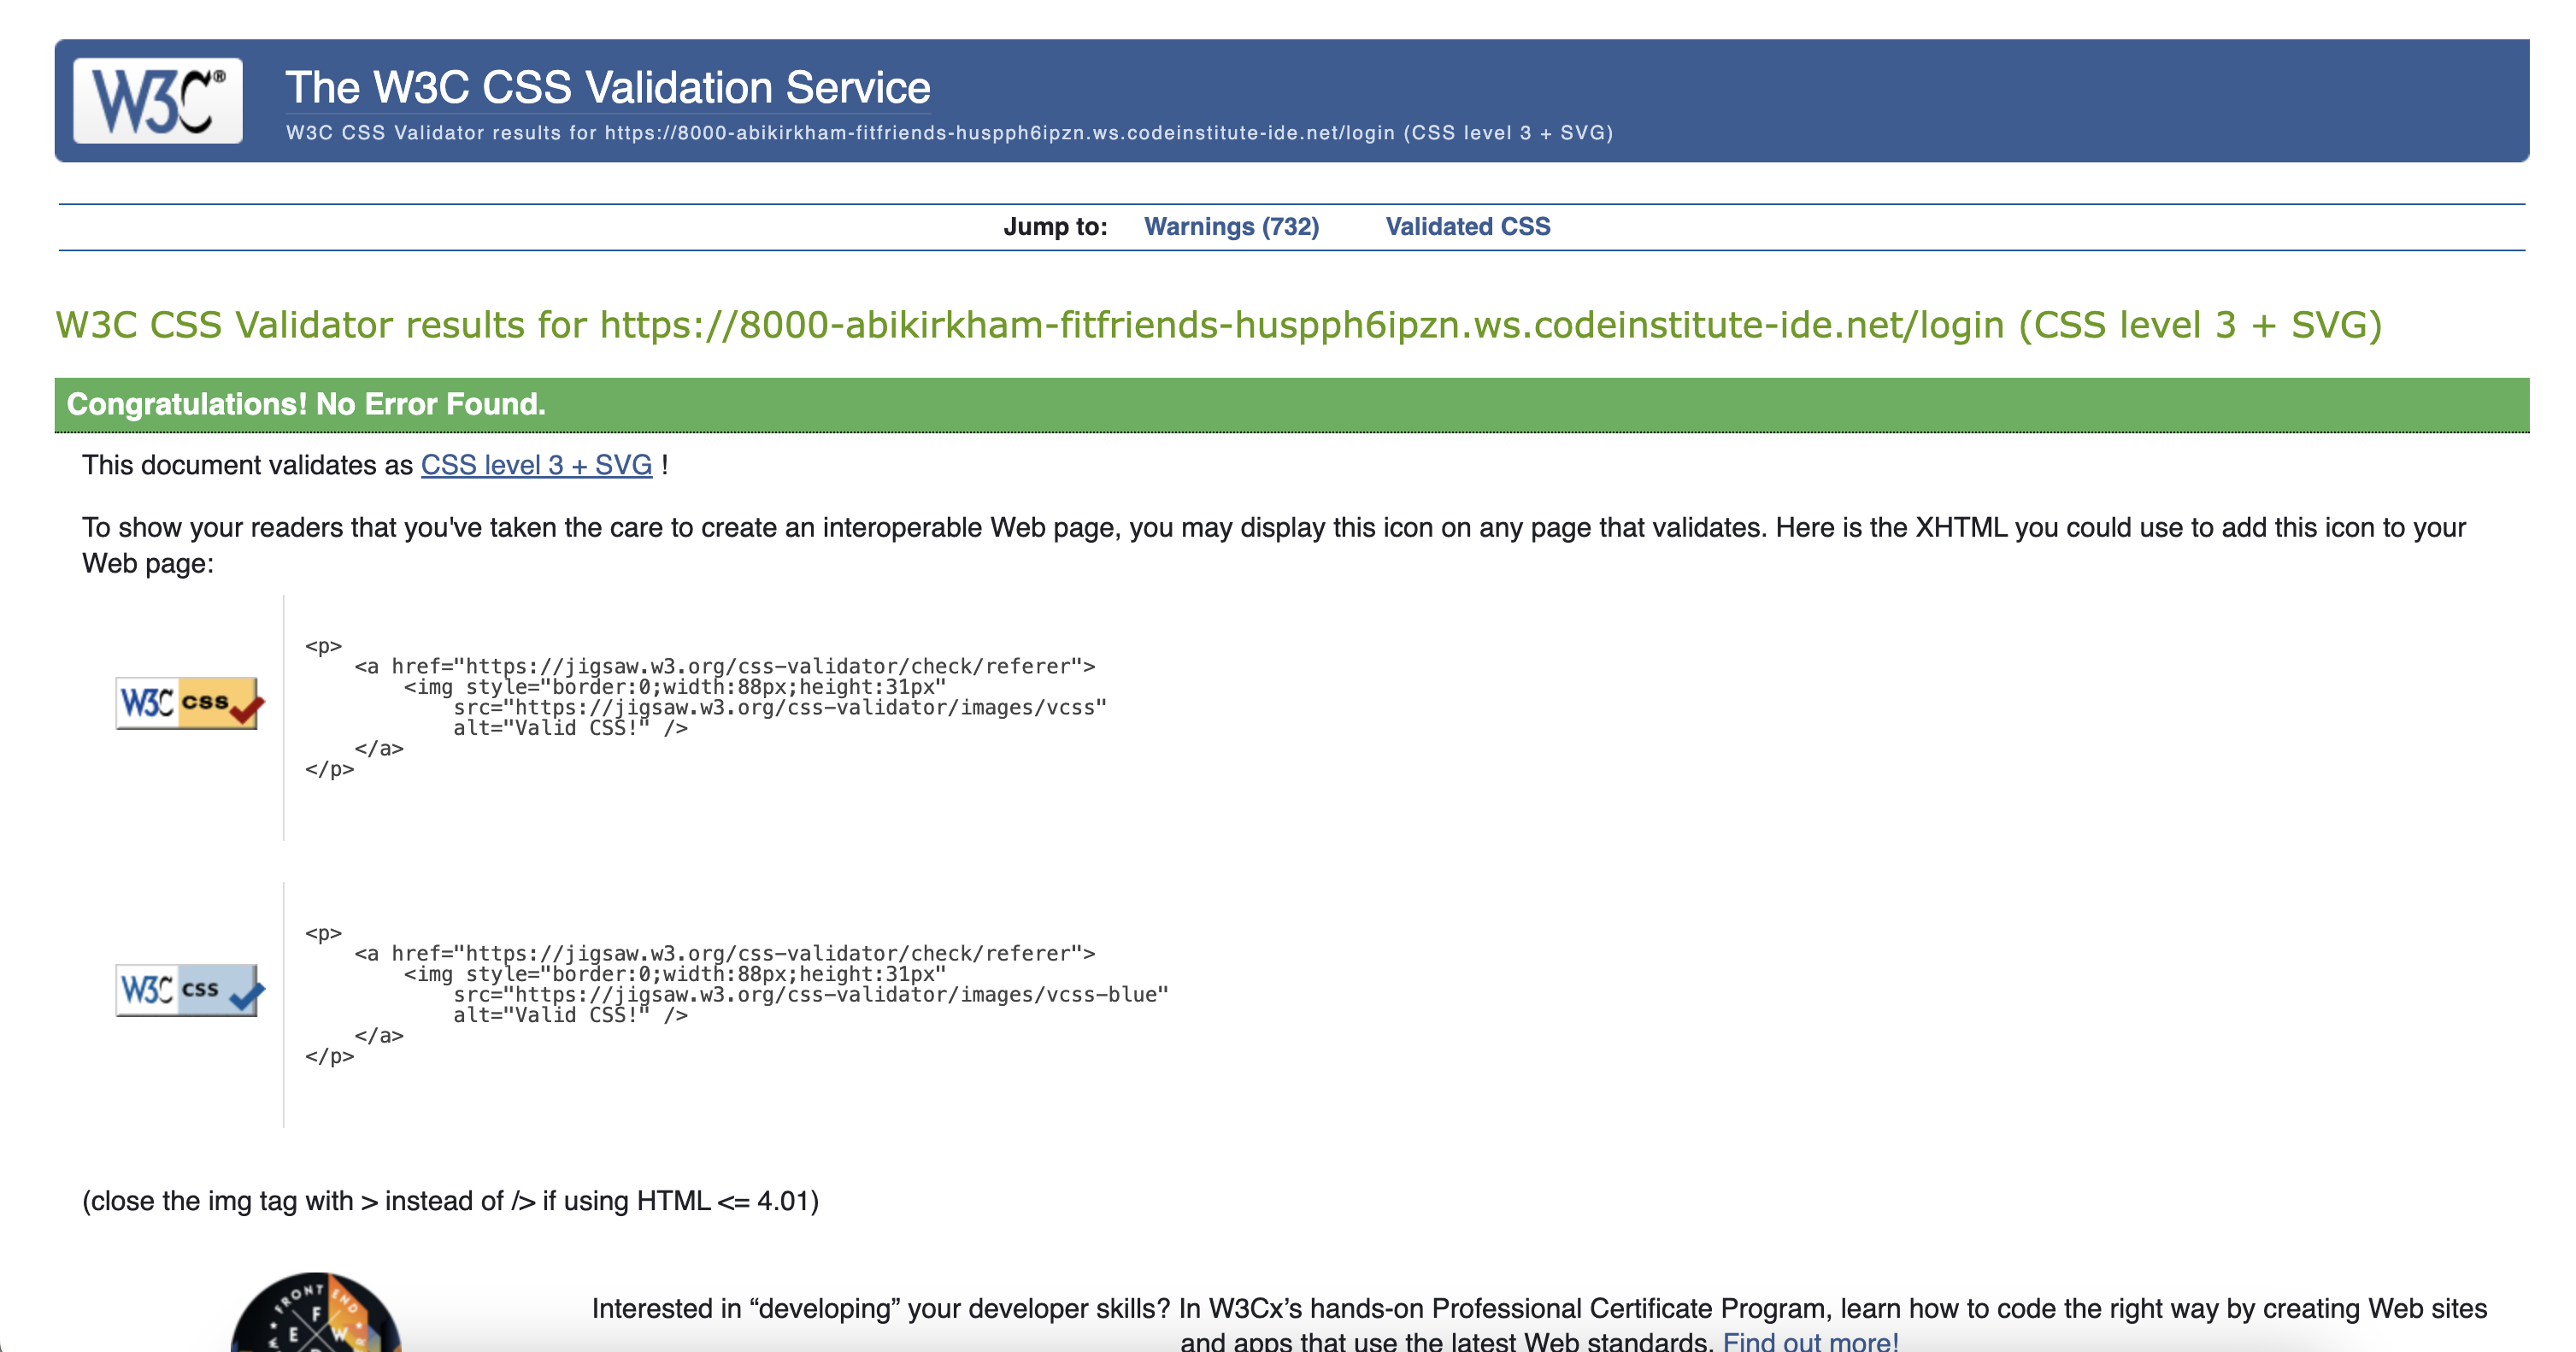 W3C®
The W3C CSS Validation Service
W3C CSS Validator results for https://8000-abikirkham-fitfriends-huspph6ipzn.ws.codeinstitute-ide.net/login (CSS level 3 + SVG)
Jump to: Warnings (732) Validated CSS
W3C CSS Validator results for https://8000-abikirkham-fitfriends-huspph6ipzn.ws.codeinstitute-ide.net/login (CSS level 3 + SVG)
Congratulations! No Error Found.
This document validates as CSS level 3 + SVG !
To show your readers that you've taken the care to create an interoperable Web page, you may display this icon on any page that validates. Here is the XHTML you could use to add this icon to your
Web page:
W3C css
<p>
<a href="https://jigsaw.w3.org/css-validator/check/referer">
<img style="border:0;width:88px;height:31px"
src="https://jigsaw.w3.org/css-validator/images/vcss"
alt="Valid CSS!" />
</a>
</p>
W3C css
<p>
<a href="https://jigsaw.w3.org/css-validator/check/referer">
<img style="border:0;width:88px;height:31px"
src="https://jigsaw.w3.org/css-validator/images/vcss-blue"
alt="Valid CSS!" />
</a>
</p>
(close the img tag with > instead of /> if using HTML <= 4.01)
FRONT END
F
E W
Interested in “developing” your developer skills? In W3Cx’s hands-on Professional Certificate Program, learn how to code the right way by creating Web sites
and apps that use the latest Web standards. Find out more!